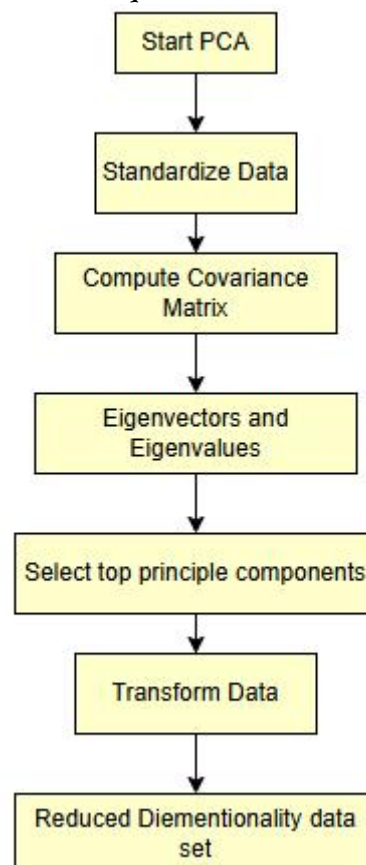 Start PCA
Standardize Data
Compute Covariance
Matrix
Eigenvectors and
Eigenvalues
Select top principle components
Transform Data
Reduced Diementionality data
set